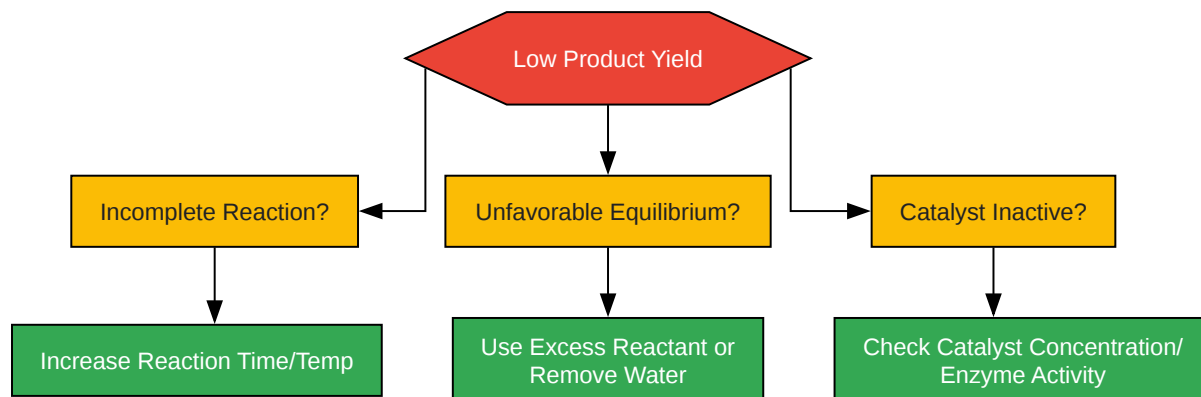 Low Product Yield
Incomplete Reaction?
Unfavorable Equilibrium?
Catalyst Inactive?
Increase Reaction Time/Temp
Use Excess Reactant or
Remove Water
Check Catalyst Concentration/
Enzyme Activity